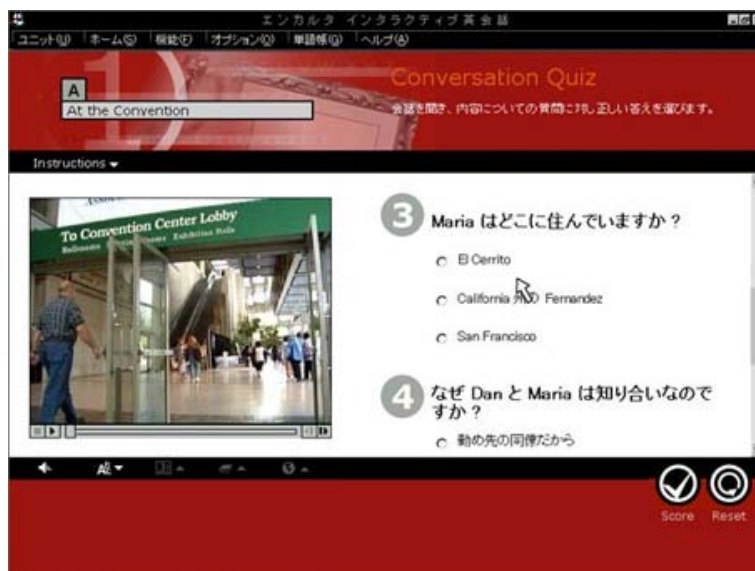 エンカルタ インタラクティブ英会話
ユニット(U) ホーム(S) 機能(F) オプション(O) 単語帳(G) ヘルプ(A)
A
At the Convention
Conversation Quiz
会話を聞き、内容についての質問に対し正しい答えを選びます。
Instructions
To Convention Center Lobby
Exhibition Halls
3
Maria はどこに住んでいますか?
El Cerrito
California 州の Fernandez
San Francisco
4
なぜ Dan と Maria は知り合いなので
すか?
勤め先の同僚だから
Score Reset